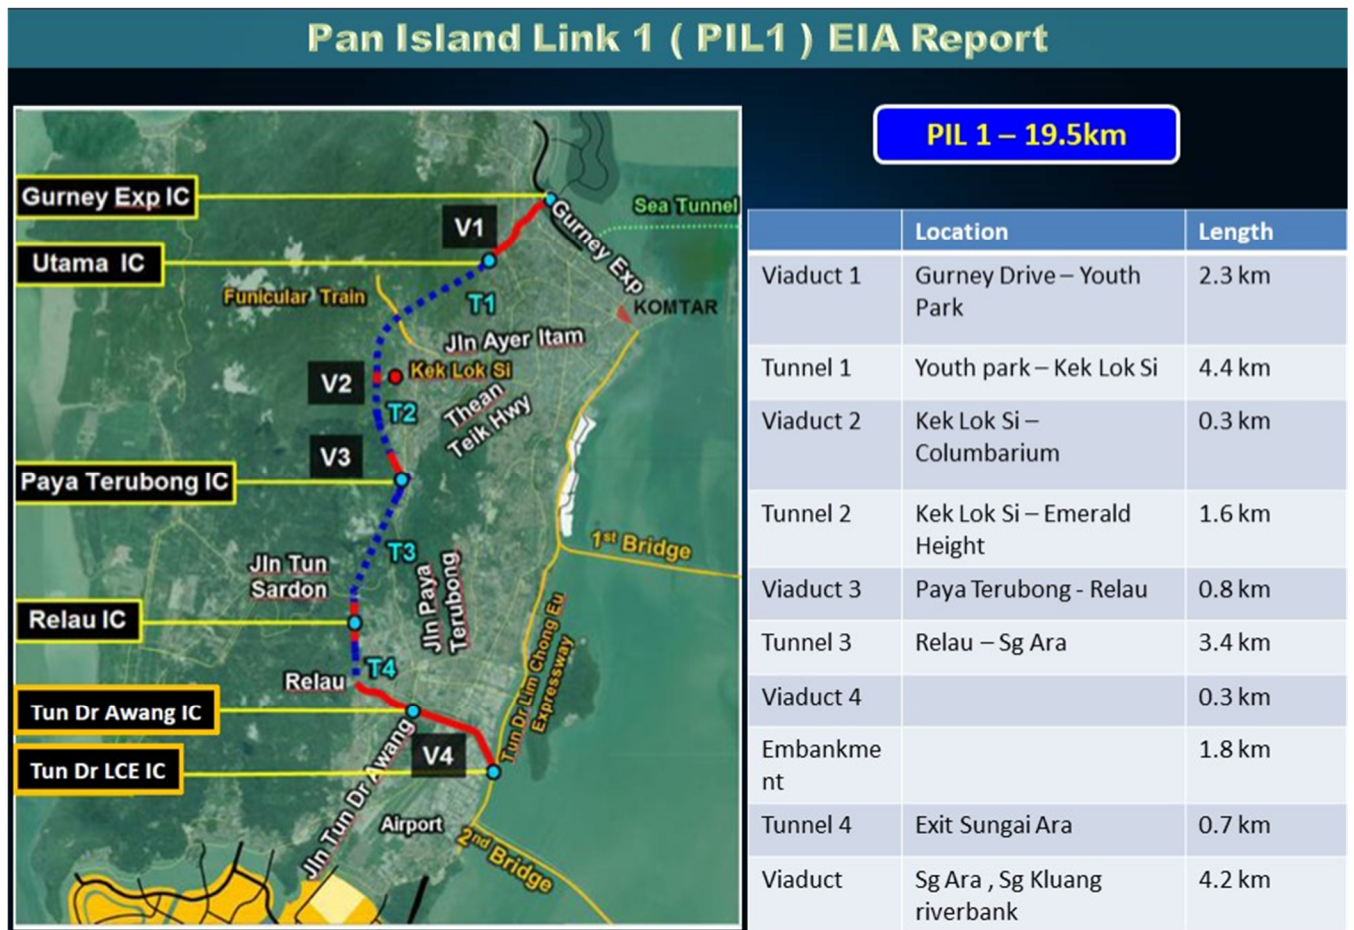 Pan Island Link 1 ( PIL1 ) EIA Report
PIL 1 – 19.5km
Gurney Exp IC
Utama IC
Paya Terubong IC
Relau IC
Tun Dr Awang IC
Tun Dr LCE IC
V1
Gurney Exp
Sea Tunnel
Funicular Train
T1
KOMTAR
Jln Ayer Itam
V2
Kek Lok Si
T2
Thean
Teik Hwy
V3
1st Bridge
T3
Jln Tun
Sardon
Jln Paya
Terubong
T4
Relau
Tun Dr Lim Chong Eu
Expressway
V4
Jln Tun Dr Awang
Airport
2nd Bridge
Location Length
Viaduct 1 Gurney Drive – Youth 2.3 km
Park
Tunnel 1 Youth park – Kek Lok Si 4.4 km
Viaduct 2 Kek Lok Si – 0.3 km
Columbarium
Tunnel 2 Kek Lok Si – Emerald 1.6 km
Height
Viaduct 3 Paya Terubong - Relau 0.8 km
Tunnel 3 Relau – Sg Ara 3.4 km
Viaduct 4 0.3 km
Embankme 1.8 km
nt
Tunnel 4 Exit Sungai Ara 0.7 km
Viaduct Sg Ara , Sg Kluang 4.2 km
riverbank